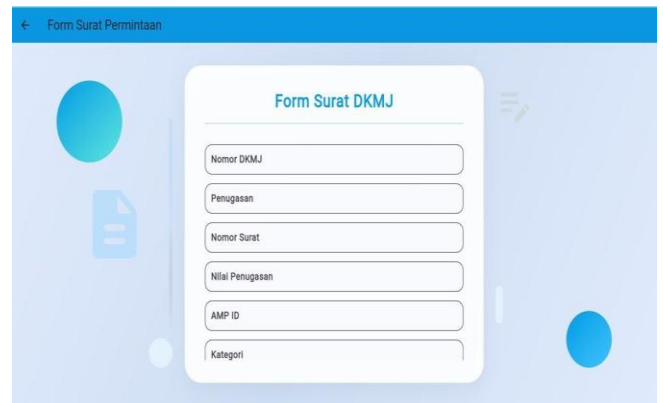 Form Surat Permintaan
Form Surat DKMJ
Nomor DKMJ
Penugasan
Nomor Surat
Nilai Penugasan
AMP ID
Kategori